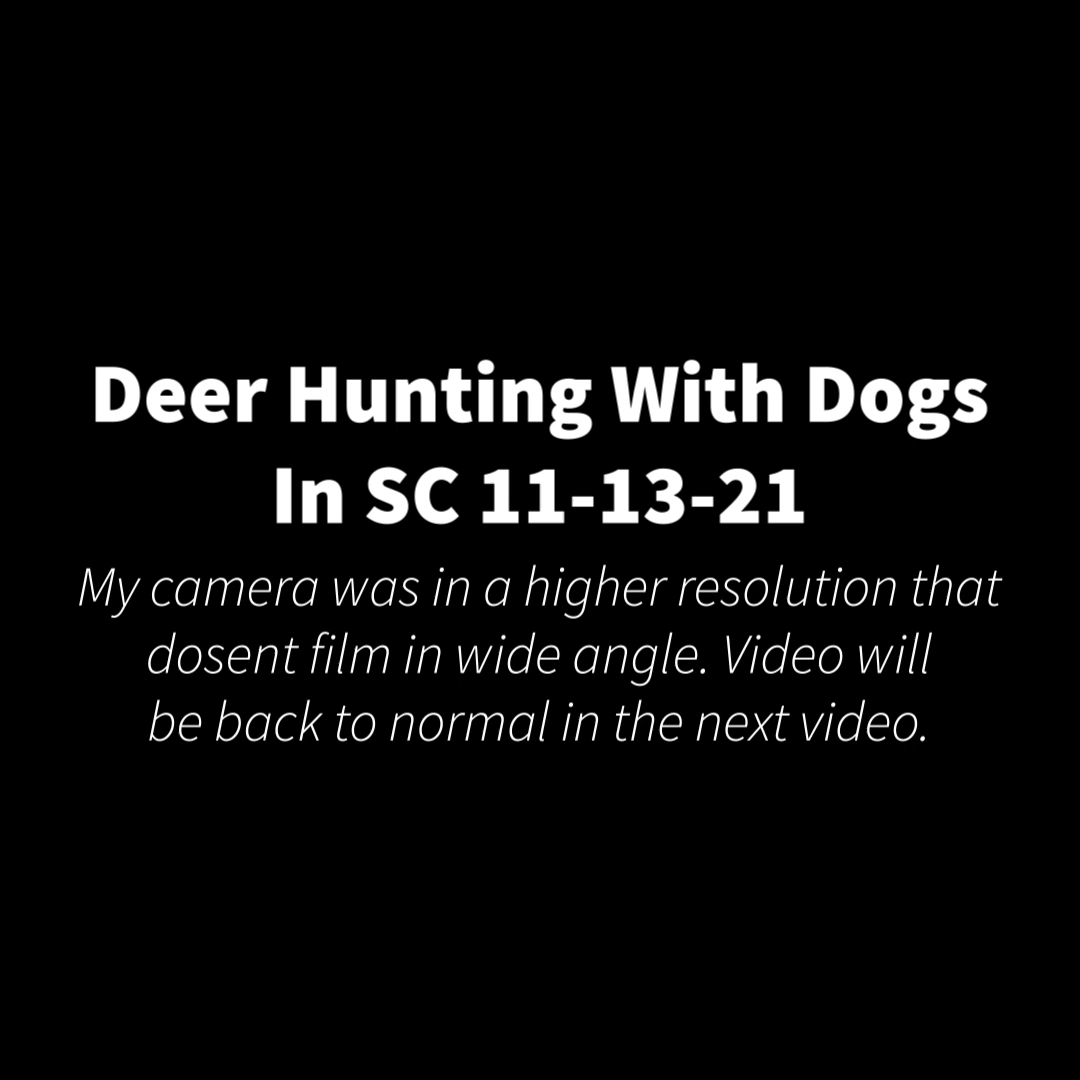 Deer Hunting With Dogs
In SC 11-13-21
My camera was in a higher resolution that
dosent film in wide angle. Video will
be back to normal in the next video.